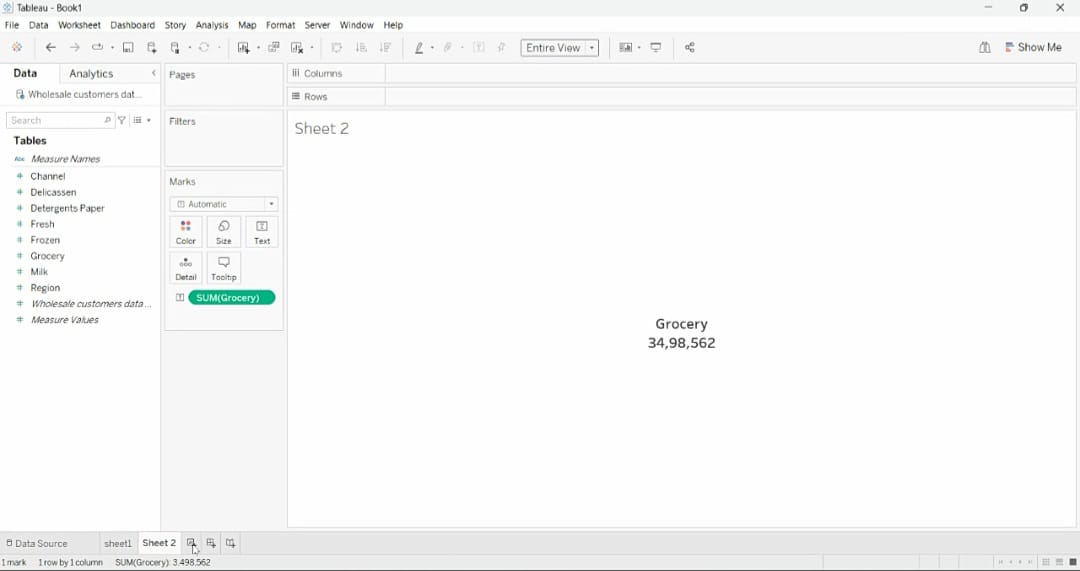 Tableau - Book1
File Data Worksheet Dashboard Story Analysis Map Format Server Window Help
Entire View
Show Me
Data Analytics
Pages
Columns
Wholesale customers dat...
Rows
Search
Filters
Sheet 2
Tables
Abc Measure Names
Channel
Marks
Delicassen
Automatic
Detergents Paper
Fresh
Color Size Text
Frozen
Grocery
Milk
Detail Tooltip
Region
SUM(Grocery)
Wholesale customers data ...
Measure Values
Grocery
34,98,562
Data Source sheet1 Sheet 2
1 mark 1 row by 1 column SUM(Grocery): 3,498,562